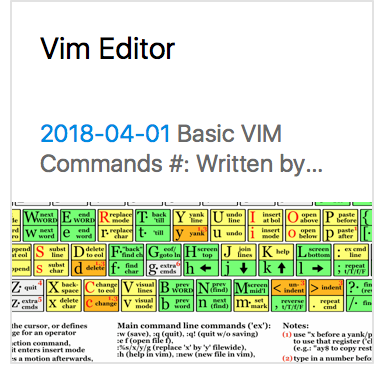 Vim Editor
2018-04-01 Basic VIM
Commands #: Written by...
W next WORD E end WORD R replace mode T· back 'till Y yank line U undo line I insert at bol O open above P paste before {
w next word e end word r· replace char t· 'till y yank u undo i insert mode o open below p paste after [
S subst line D delete to eol F· "back" find ch G eof/ goto ln H screen top J join lines K help L screen bottom : ex cmd line
s subst char d delete f· find char g· extra cmds h ← j ↓ k ↑ l → ; repeat t/T/f/F
Z· quit X back-space C change to eol V visual lines B prev WORD N prev (find) M screen mid'l < un-indent > indent ?· find
z· extra cmds x delete char c change v visual mode b prev word n next (find) m· set mark , reverse t/T/f/F . repeat cmd /· find
the cursor, or defines
ge for an operator
ction command,
it enters insert mode
a motion afterwards,
Main command line commands ('ex'):
:w (save), :q (quit), :q! (quit w/o saving)
:e f (open file f),
:%s/x/y/g (replace 'x' by 'y' filewide),
:h (help in vim), :new (new file in vim),
Notes:
(1) use "x before a yank/p
to use that register ('cl
(e.g.: "ay$ to copy rest
(2) type in a number befo